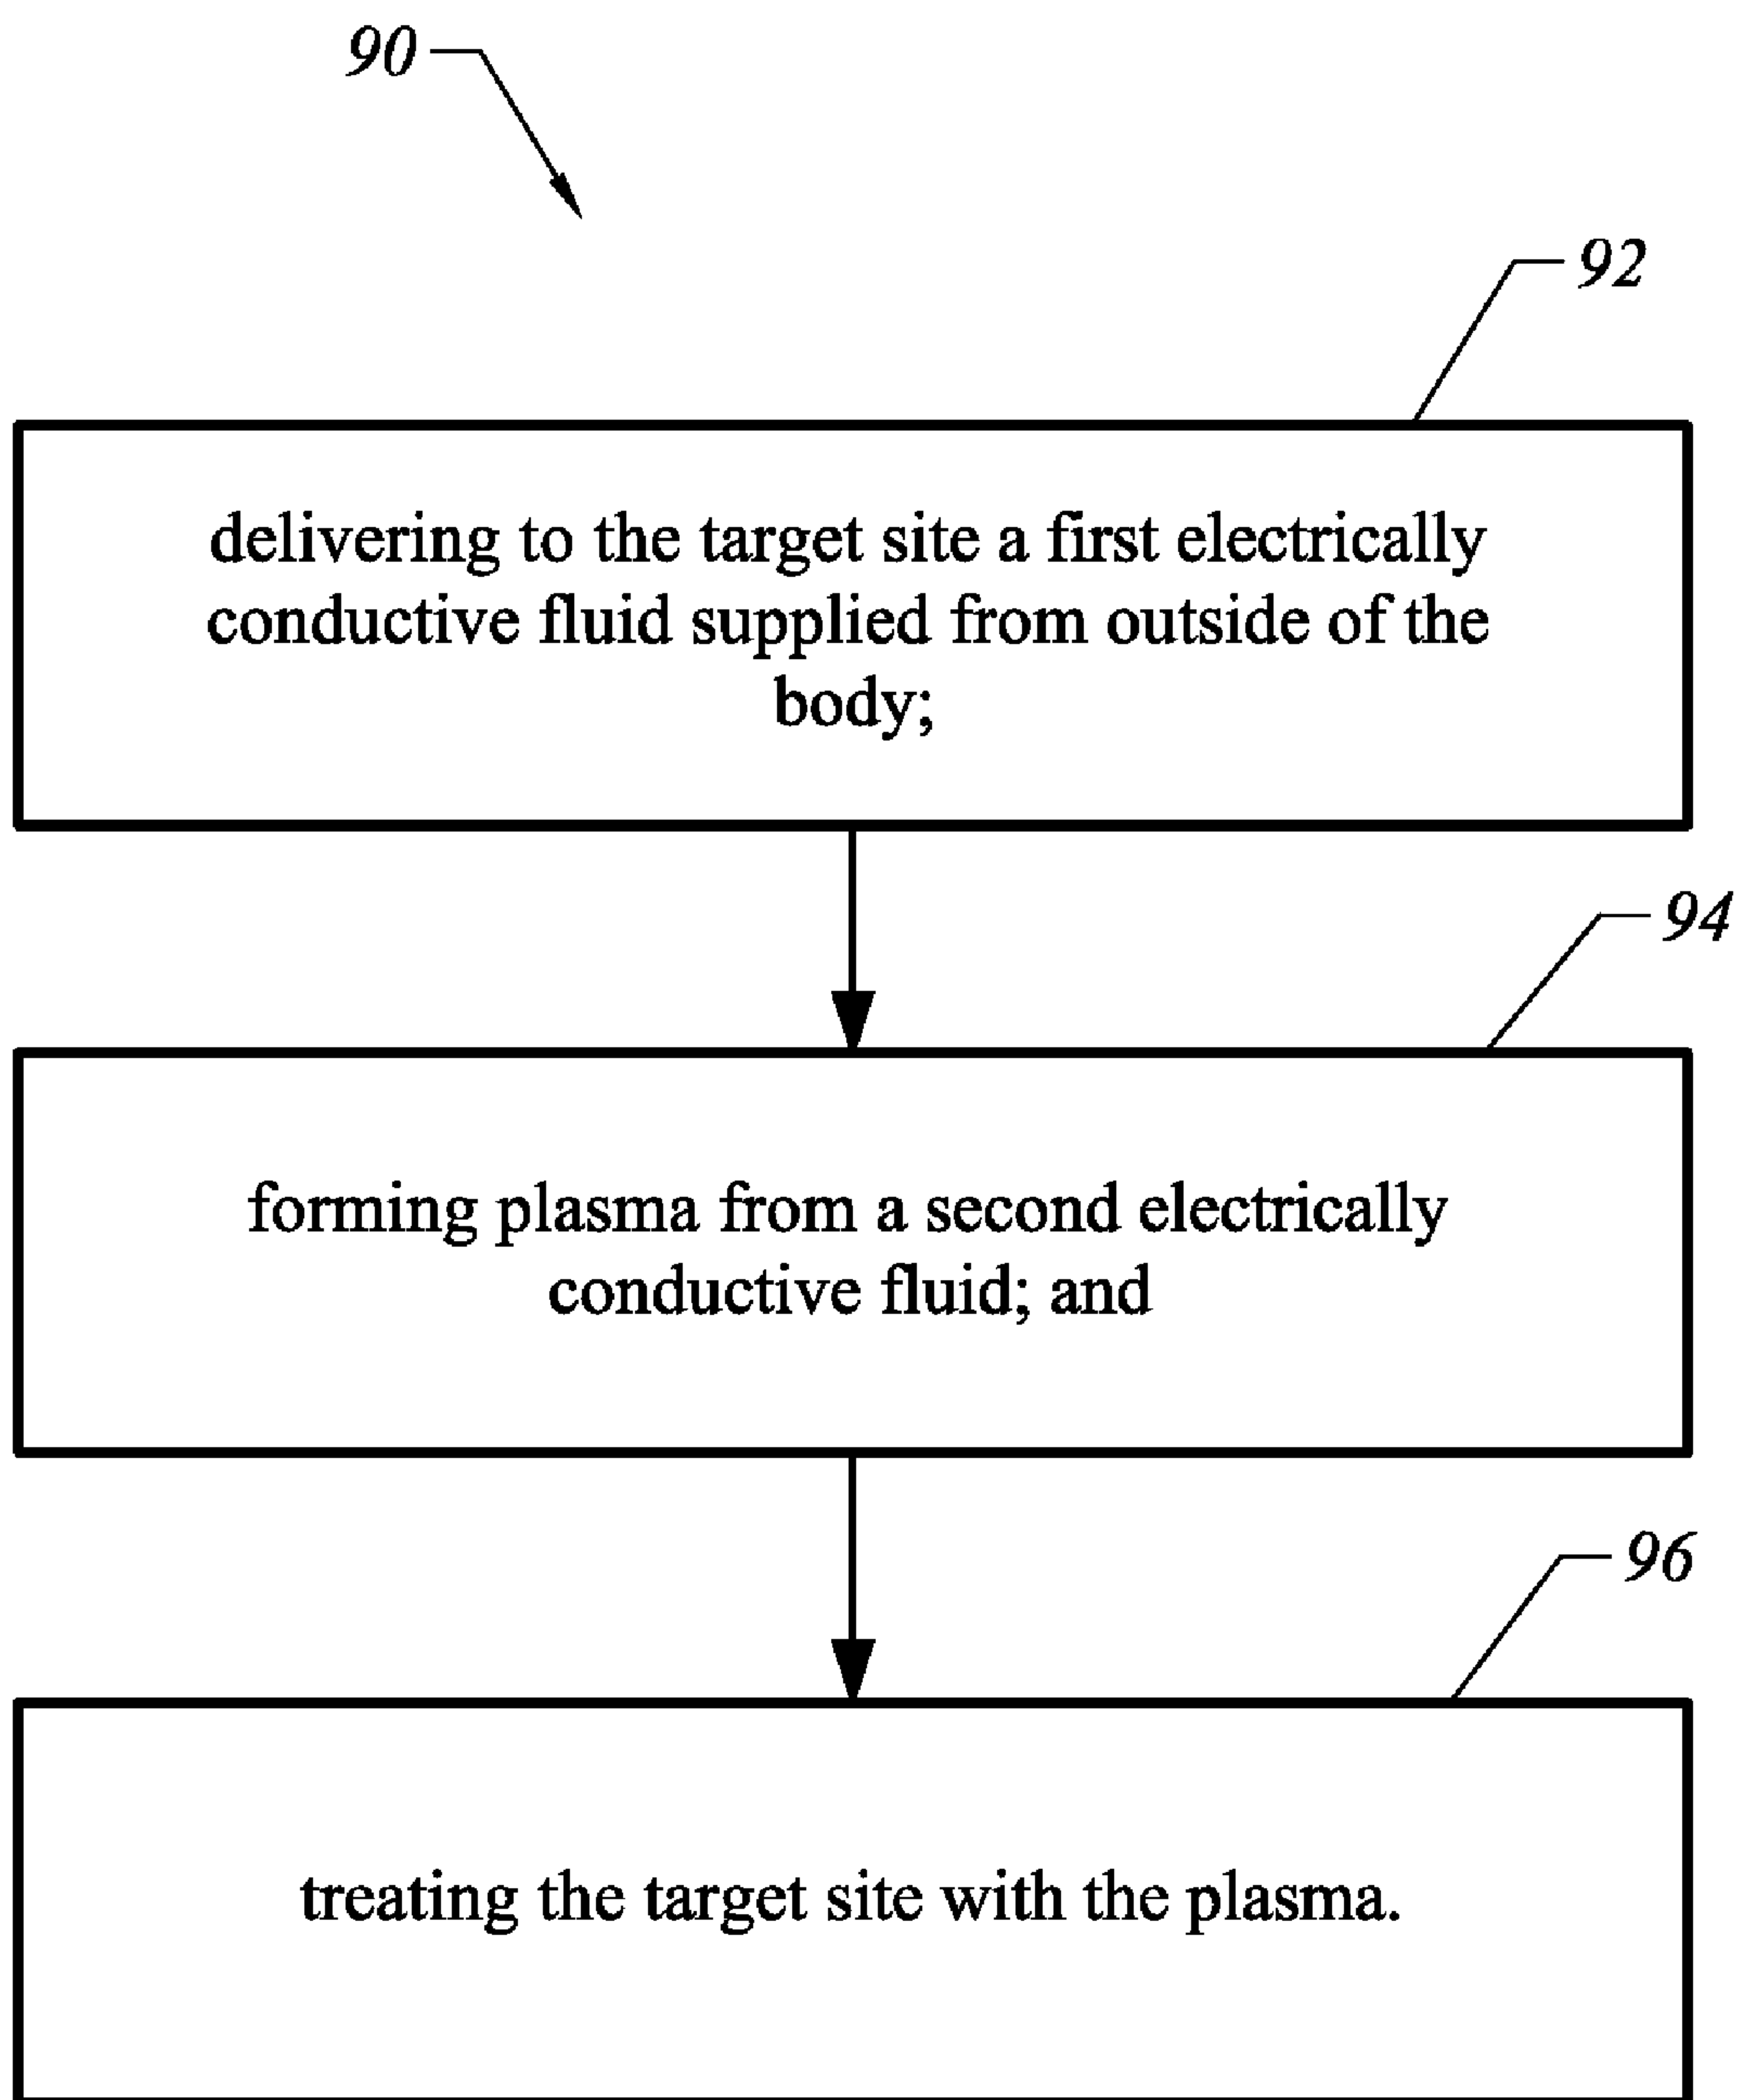 90
92
delivering to the target site a first electrically
conductive fluid supplied from outside of the
body;
94
forming plasma from a second electrically
conductive fluid; and
96
treating the target site with the plasma.